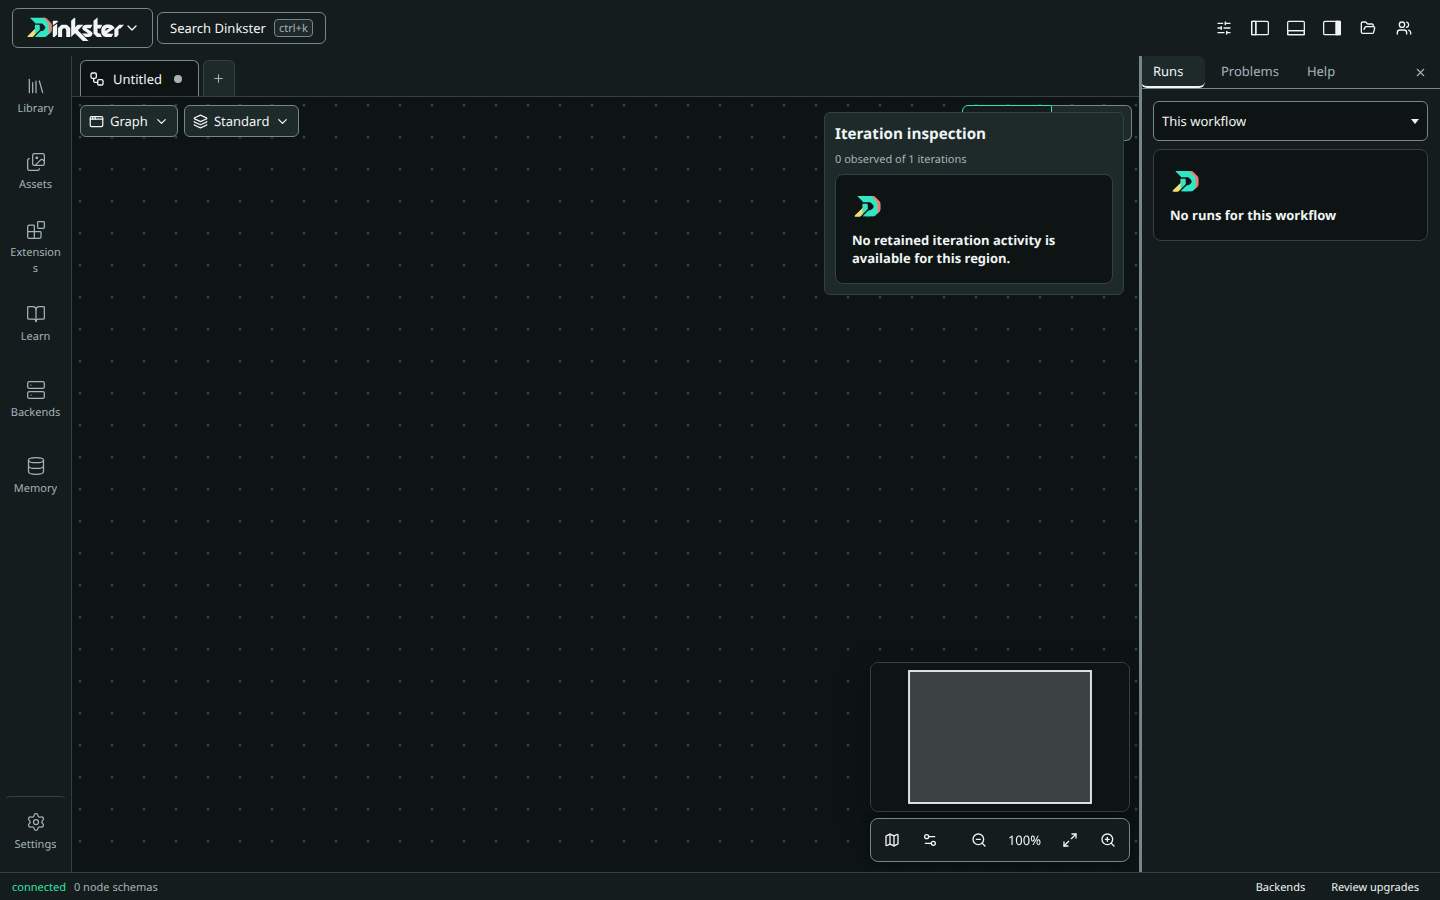 Dinkster
Search Dinkster ctrl+k
Untitled
Runs Problems Help
Library
Graph
Standard
Iteration inspection
0 observed of 1 iterations
No retained iteration activity is
available for this region.
This workflow
No runs for this workflow
Assets
Extension
s
Learn
Backends
Memory
Settings
100%
connected 0 node schemas
Backends Review upgrades